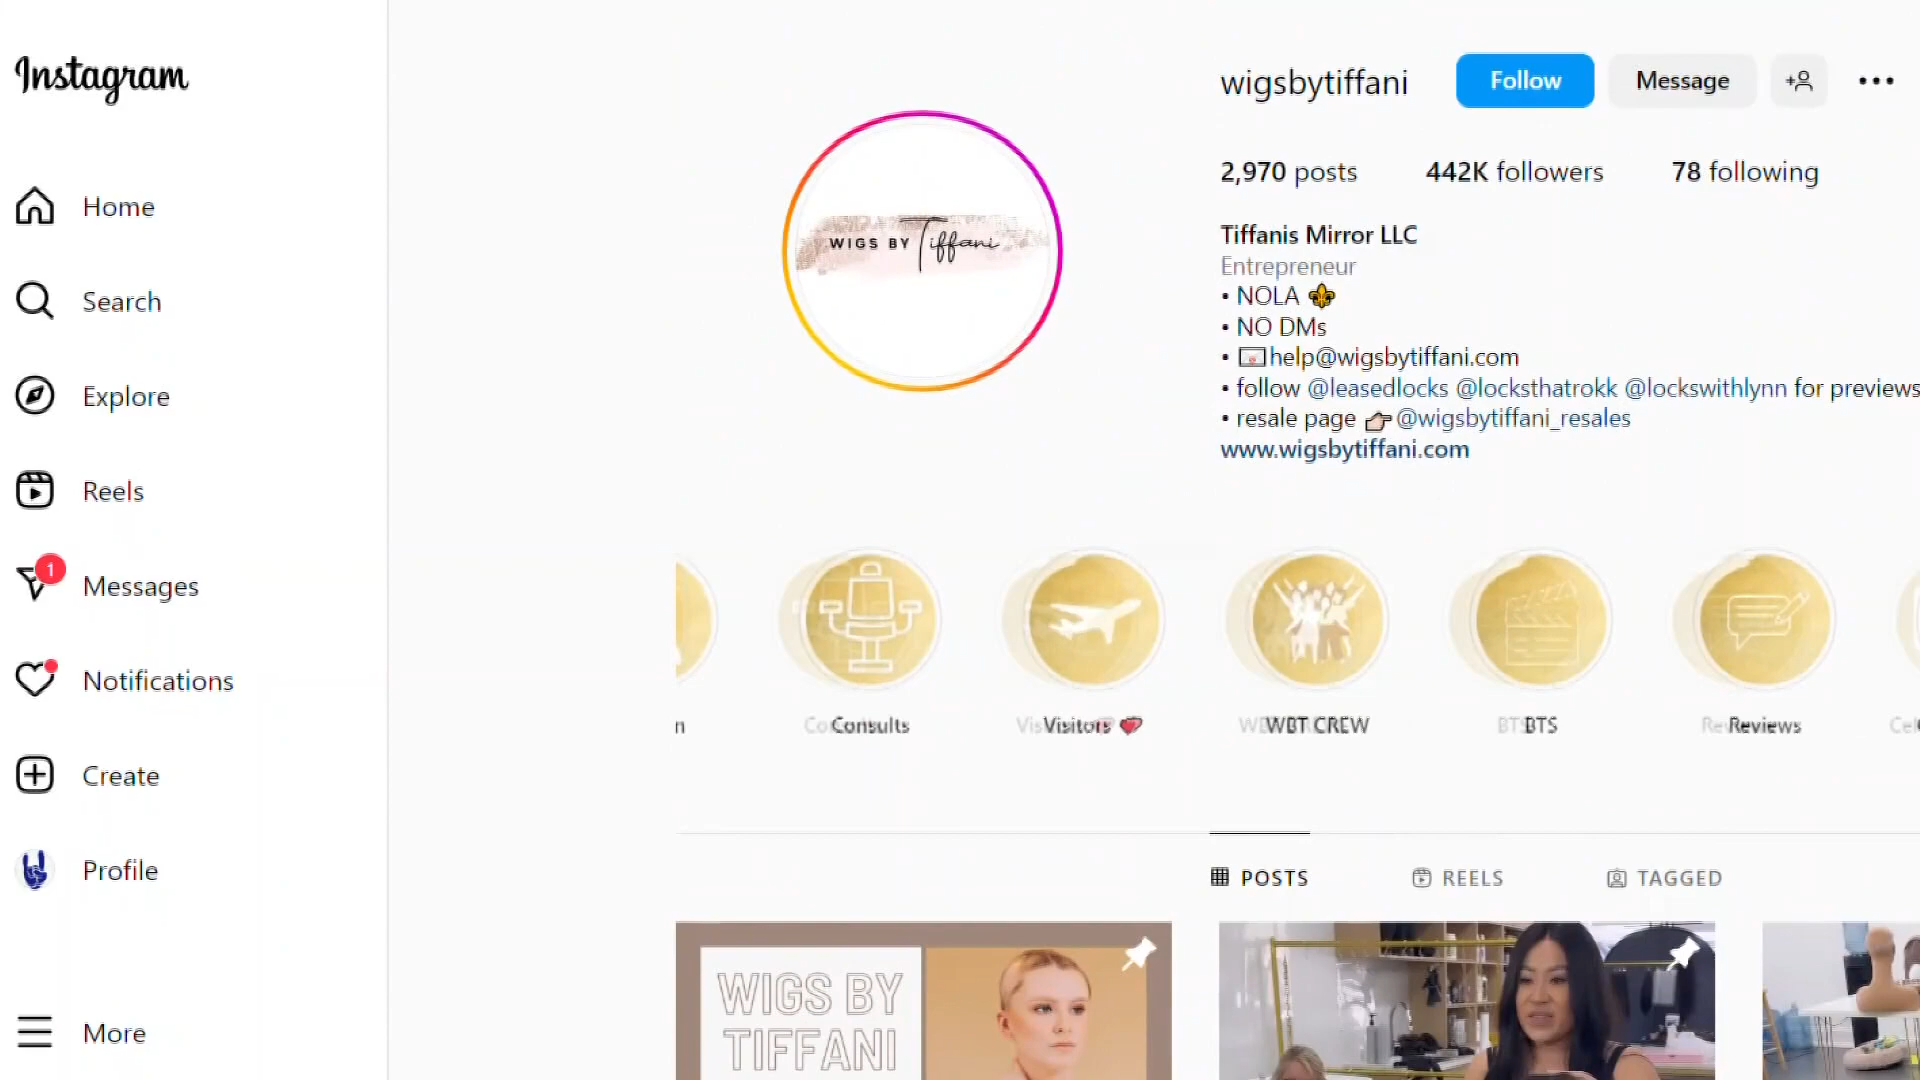 Instagram
Home
Search
Explore
Reels
1
Messages
Notifications
Create
Profile
More
wigsbytiffani
Follow
Message
•••
2,970 posts
442K followers
78 following
WIGS BY Tiffani
Tiffanis Mirror LLC
Entrepreneur
• NOLA ⚜️
• NO DMs
• 💌help@wigsbytiffani.com
• follow @leasedlocks @locksthatrokk @lockswithlynn for previews
• resale page 👉🏻@wigsbytiffani_resales
www.wigsbytiffani.com
n
Consults
Visitors
WBT CREW
BTS
Reviews
POSTS
REELS
TAGGED
WIGS BY
TIFFANI